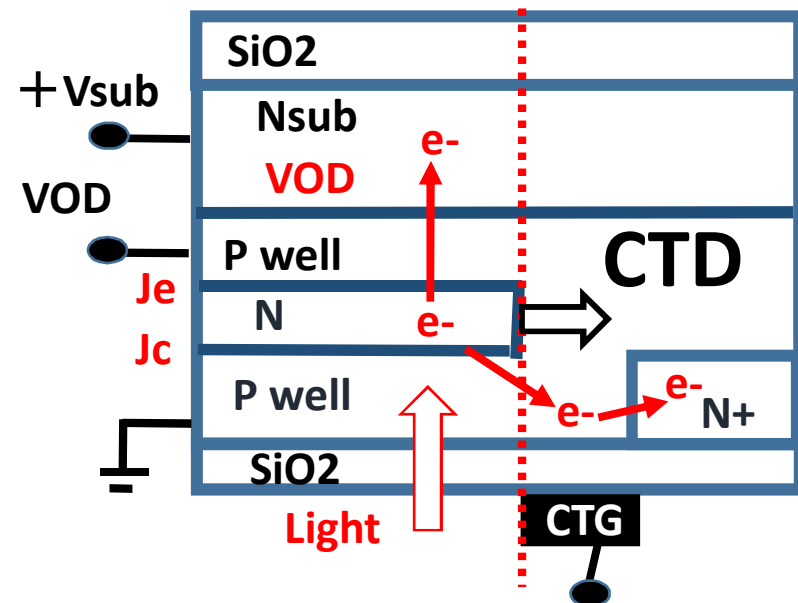 SiO2
＋Vsub
Nsub
e-
VOD
VOD
P well
CTD
Je
N
e-
Jc
P well
e-
e-
N+
SiO2
Light
CTG